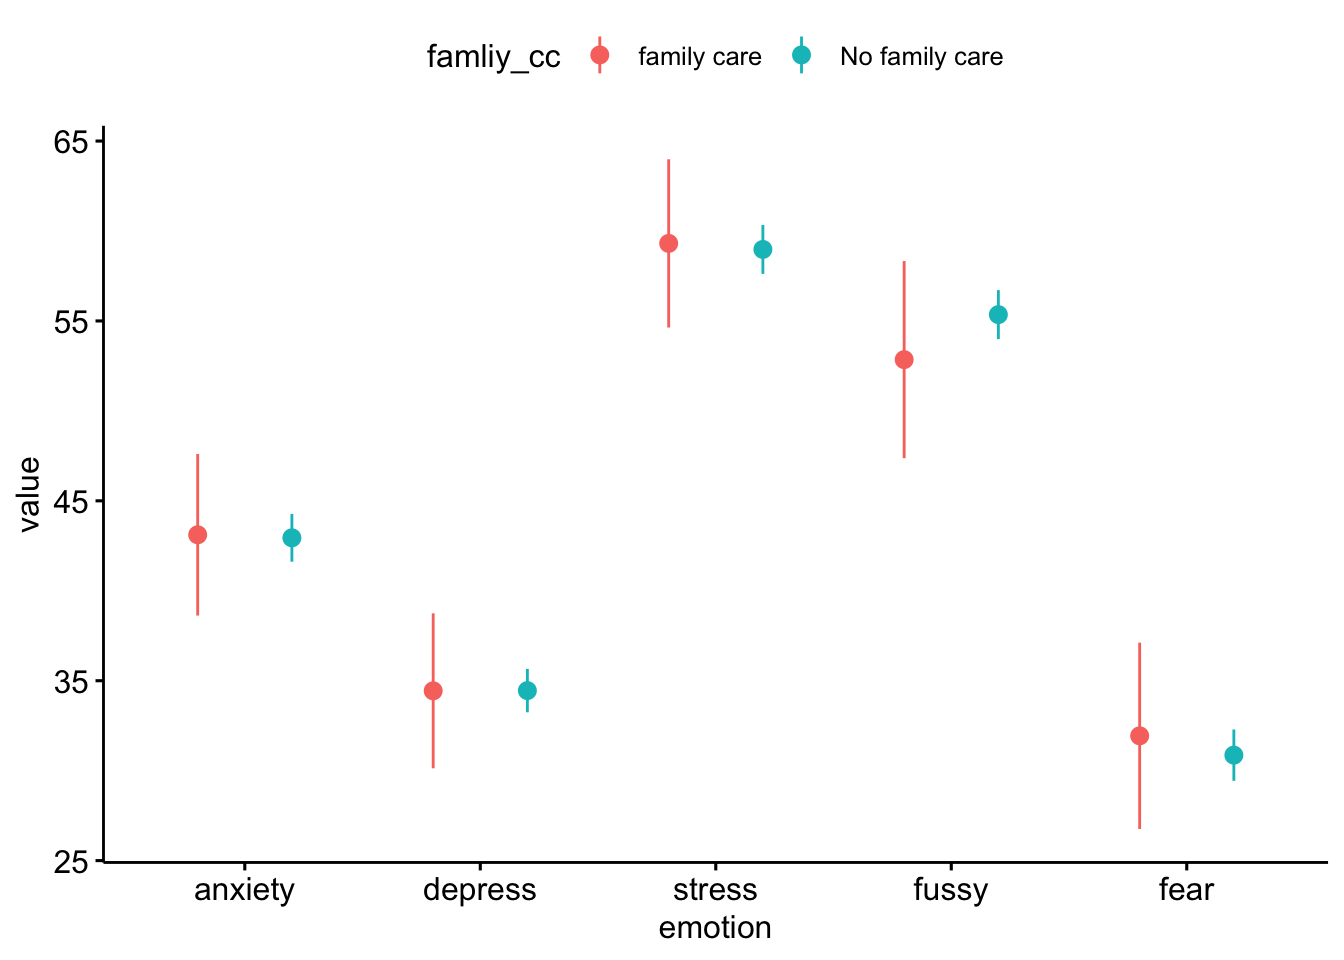 famliy_cc family care No family care
65
55
45
35
25
value
anxiety depress stress fussy fear
emotion